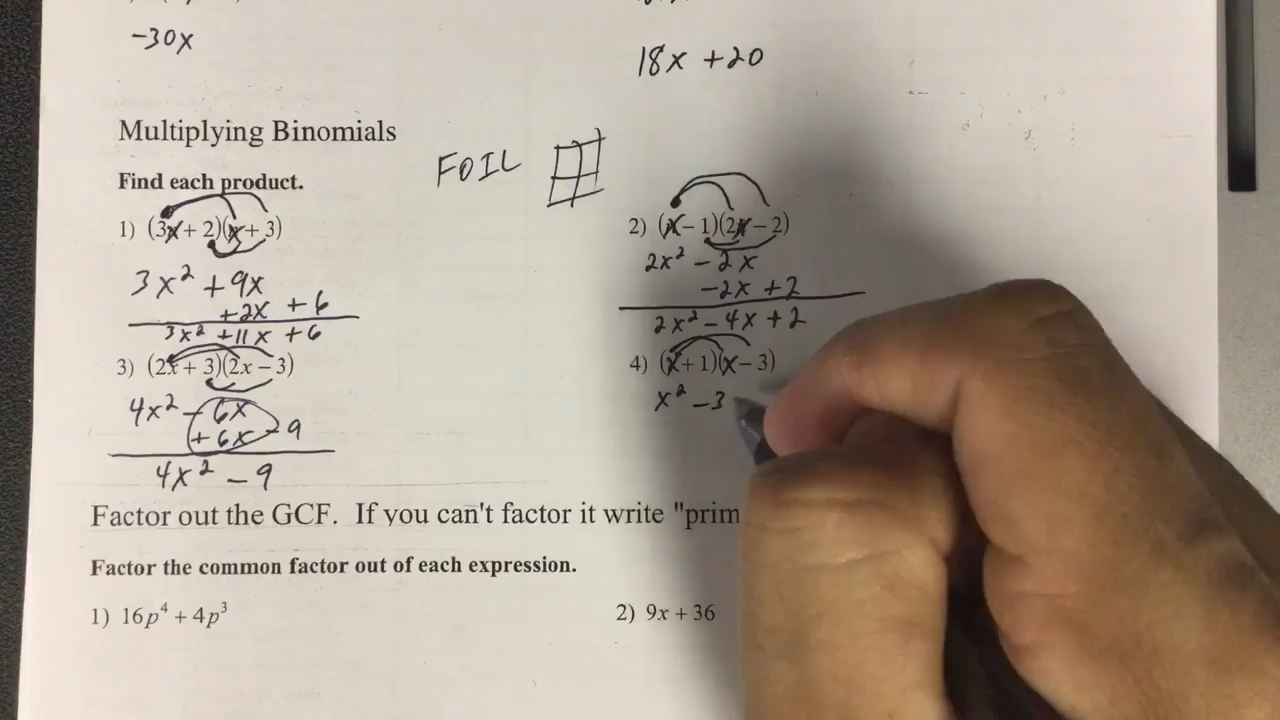 -30x
18x +20
Multiplying Binomials
FOIL
Find each product.
1) (3x + 2)(x + 3)
3x² +9x
+2x + 6
3x² +11x + 6
2) (x − 1)(2x − 2)
2x² - 2x
-2x +2
2x² - 4x + 2
3) (2x + 3)(2x − 3)
4x² - 6x
+ 6x - 9
4x² - 9
4) (x + 1)(x − 3)
x² - 3
Factor out the GCF. If you can't factor it write "prim
Factor the common factor out of each expression.
1) 16p⁴ + 4p³
2) 9x + 36